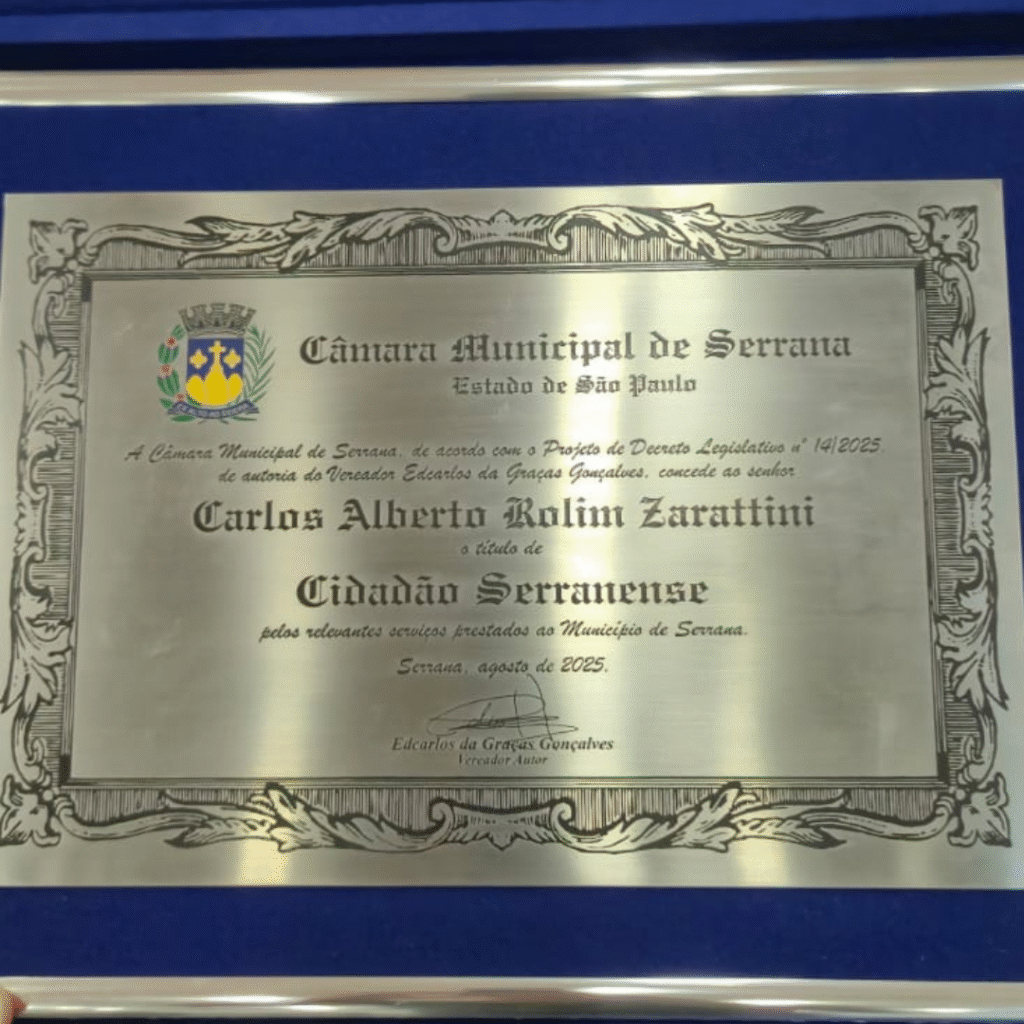 Câmara Municipal de Serrana
Estado de São Paulo
A Câmara Municipal de Serrana, de acordo com o Projeto de Decreto Legislativo nº 14/2025,
de autoria do Vereador Edcarlos da Graças Gonçalves, concede ao senhor
Carlos Alberto Rolim Zarattini
o título de
Cidadão Serranense
pelos relevantes serviços prestados ao Município de Serrana.
Serrana, agosto de 2025.
Edcarlos da Graças Gonçalves
Vereador Autor